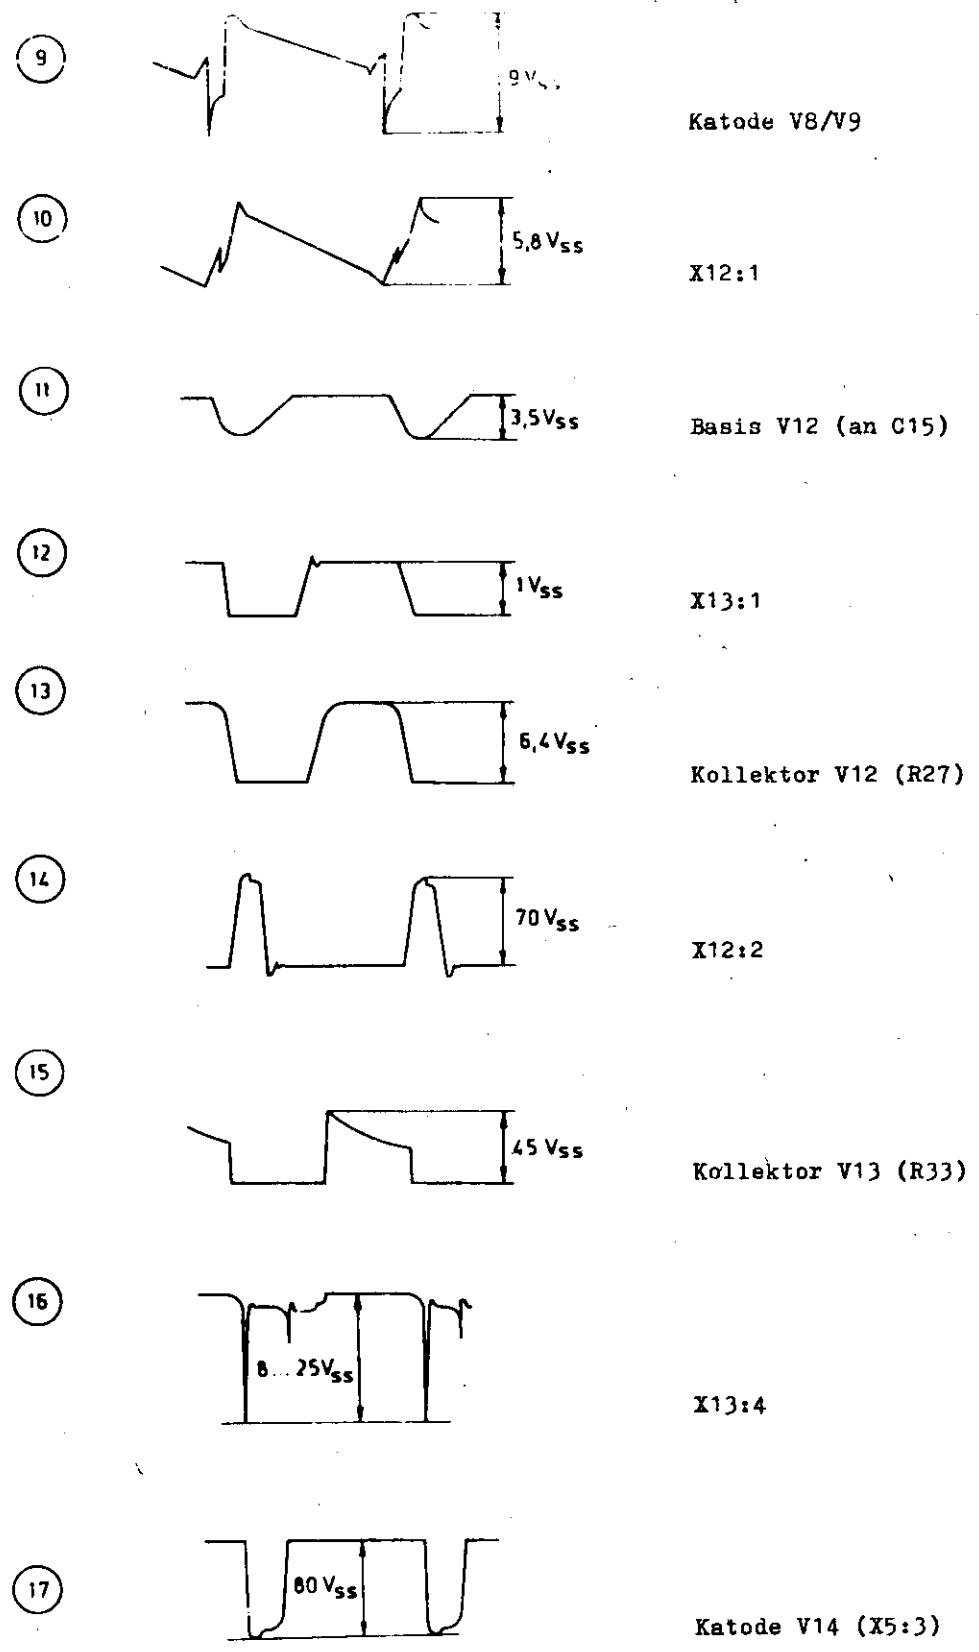 9
9 Vss
Katode V8/V9
10
5,8 Vss
X12:1
11
3,5 Vss
Basis V12 (an C15)
12
1 Vss
X13:1
13
6,4 Vss
Kollektor V12 (R27)
14
70 Vss
X12:2
15
45 Vss
Kollektor V13 (R33)
16
8...25Vss
X13:4
17
60 Vss
Katode V14 (X5:3)